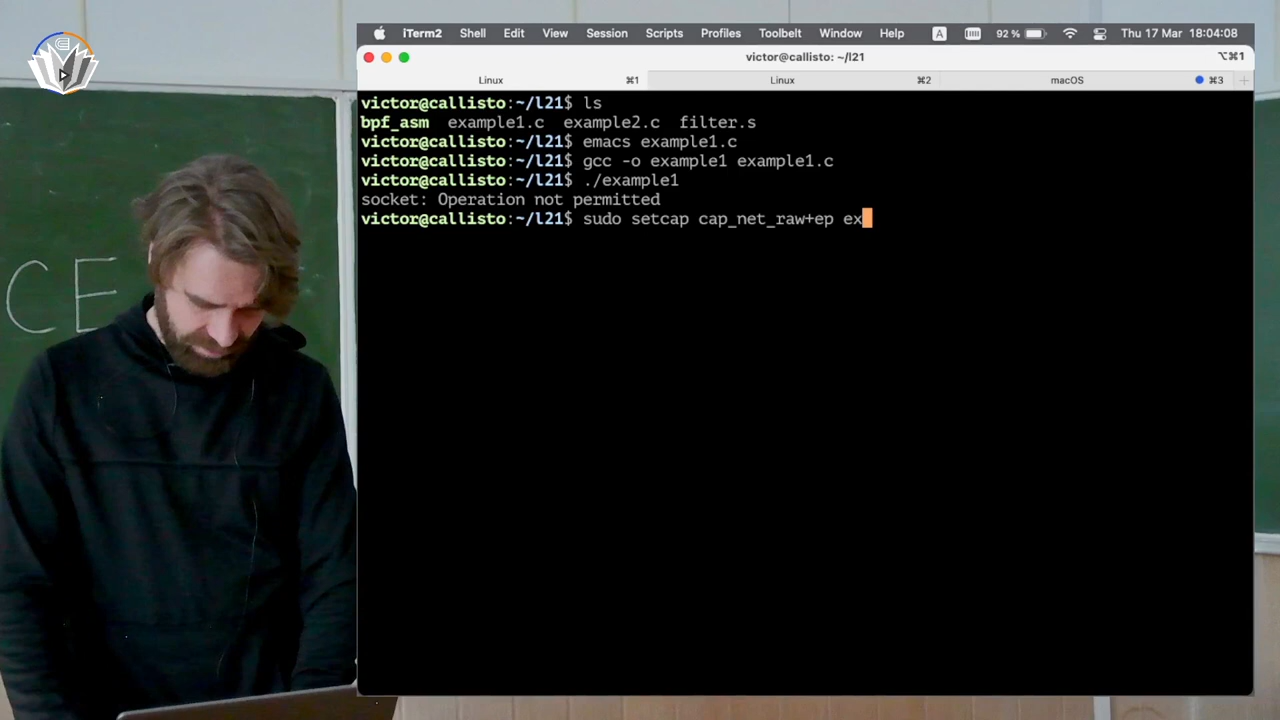 iTerm2 Shell Edit View Session Scripts Profiles Toolbelt Window Help A 92 % Thu 17 Mar 18:04:08
victor@callisto: ~/l21 ⌥⌘1
Linux ⌘1 Linux ⌘2 macOS ⌘3
victor@callisto:~/l21$ ls
bpf_asm example1.c example2.c filter.s
victor@callisto:~/l21$ emacs example1.c
victor@callisto:~/l21$ gcc -o example1 example1.c
victor@callisto:~/l21$ ./example1
socket: Operation not permitted
victor@callisto:~/l21$ sudo setcap cap_net_raw+ep ex
CE